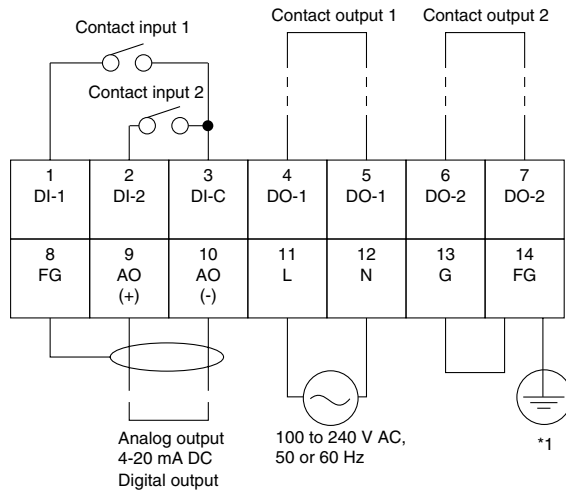 Contact input 1
Contact output 1
Contact output 2
Contact input 2
1
DI-1
2
DI-2
3
DI-C
4
DO-1
5
DO-1
6
DO-2
7
DO-2
8
FG
9
AO
(+)
10
AO
(-)
11
L
12
N
13
G
14
FG
Analog output
4-20 mA DC
Digital output
100 to 240 V AC,
50 or 60 Hz
*1